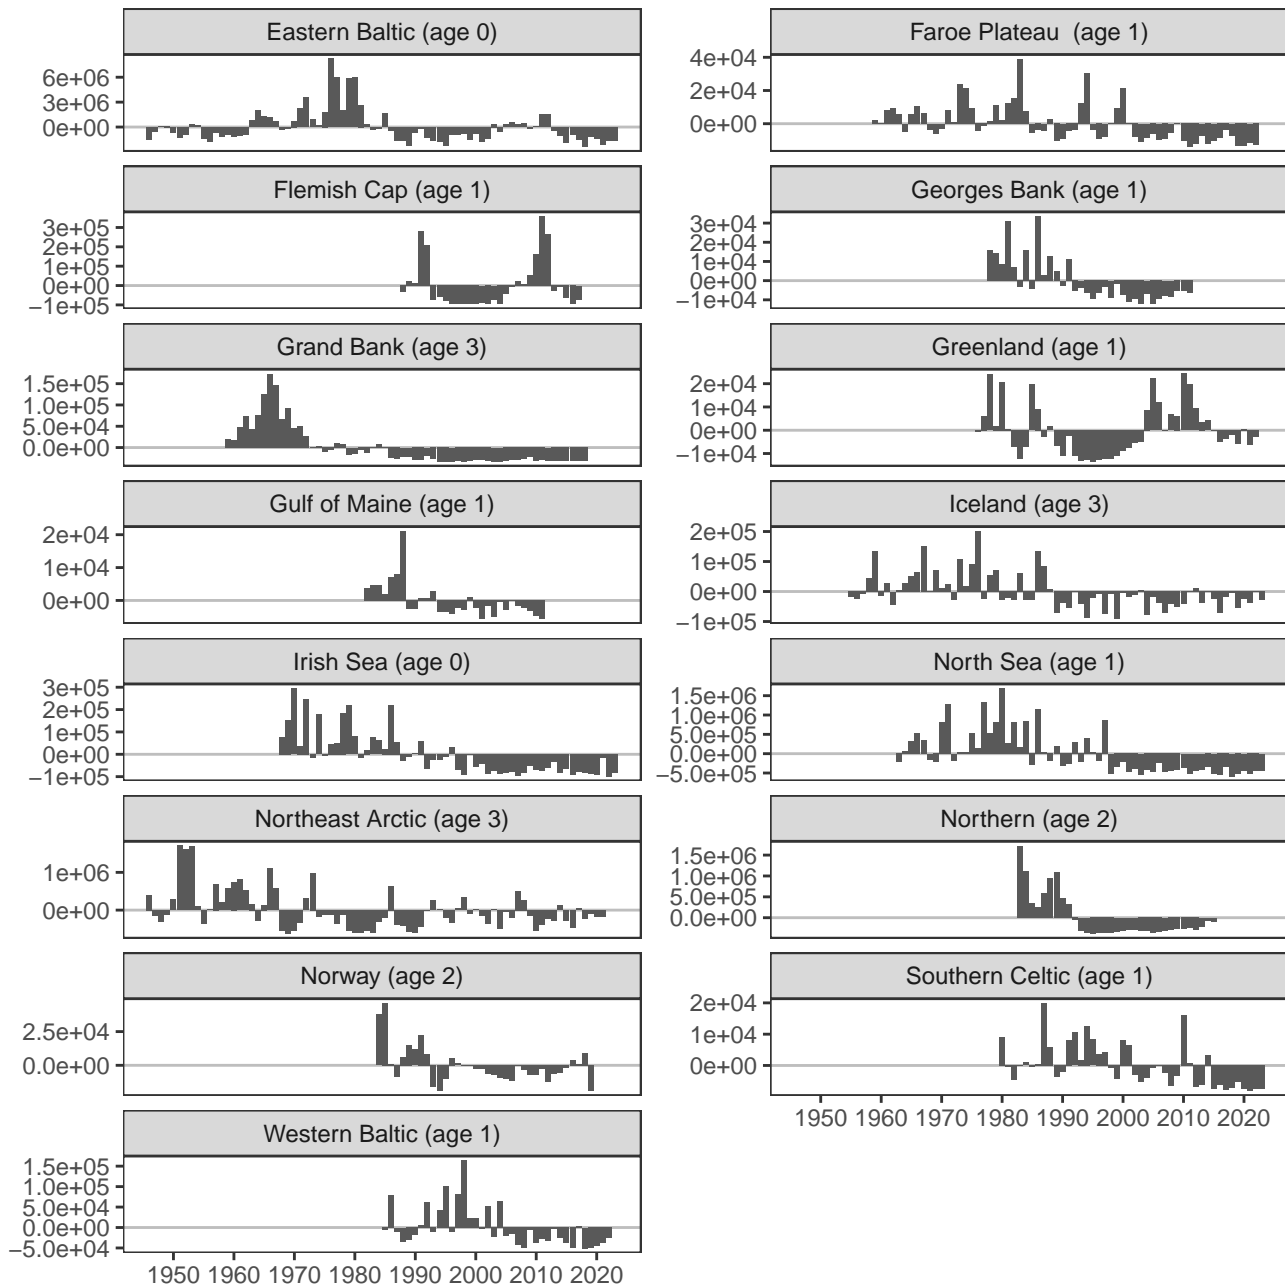 Eastern Baltic (age 0)
6e+06
3e+06
0e+00
Faroe Plateau  (age 1)
4e+04
2e+04
0e+00
Flemish Cap (age 1)
3e+05
2e+05
1e+05
0e+00
−1e+05
Georges Bank (age 1)
3e+04
2e+04
1e+04
0e+00
−1e+04
Grand Bank (age 3)
1.5e+05
1.0e+05
5.0e+04
0.0e+00
Greenland (age 1)
2e+04
1e+04
0e+00
−1e+04
Gulf of Maine (age 1)
2e+04
1e+04
0e+00
Iceland (age 3)
2e+05
1e+05
0e+00
−1e+05
Irish Sea (age 0)
3e+05
2e+05
1e+05
0e+00
−1e+05
North Sea (age 1)
1.5e+06
1.0e+06
5.0e+05
0.0e+00
−5.0e+05
Northeast Arctic (age 3)
1e+06
0e+00
Northern (age 2)
1.5e+06
1.0e+06
5.0e+05
0.0e+00
Norway (age 2)
2.5e+04
0.0e+00
Southern Celtic (age 1)
2e+04
1e+04
0e+00
1950 1960 1970 1980 1990 2000 2010 2020
Western Baltic (age 1)
1.5e+05
1.0e+05
5.0e+04
0.0e+00
−5.0e+04
1950 1960 1970 1980 1990 2000 2010 2020